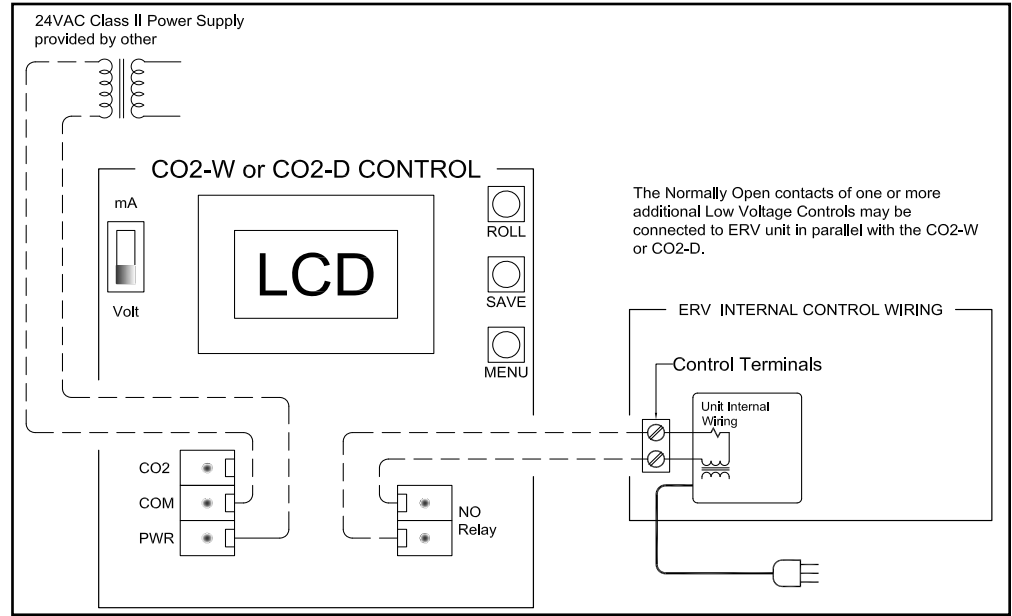 24VAC Class II Power Supply
provided by other
CO2-W or CO2-D CONTROL
mA
Volt
LCD
ROLL
SAVE
MENU
CO2
COM
PWR
NO
Relay
The Normally Open contacts of one or more
additional Low Voltage Controls may be
connected to ERV unit in parallel with the CO2-W
or CO2-D.
ERV INTERNAL CONTROL WIRING
Control Terminals
Unit Internal
Wiring